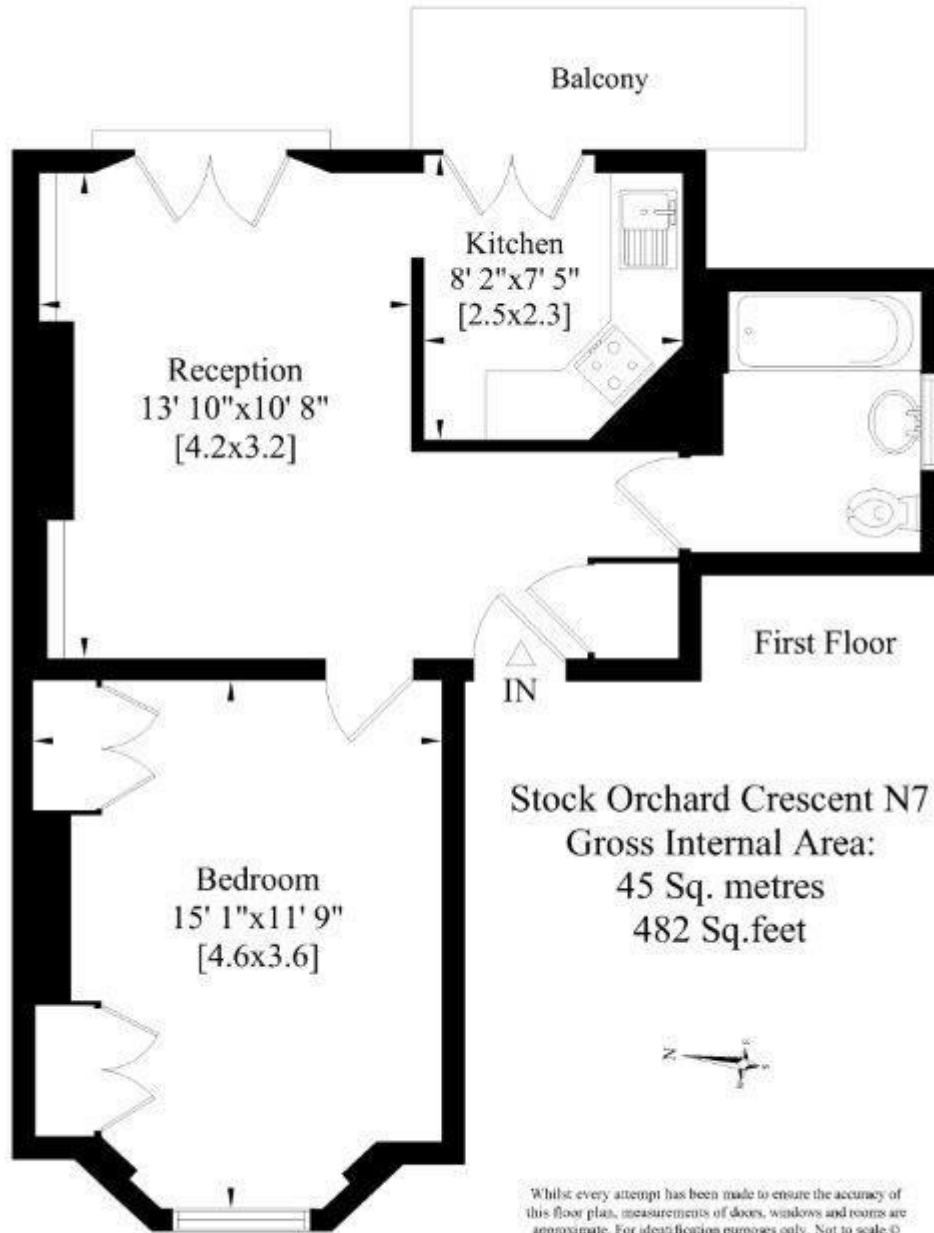 Balcony
Kitchen
8' 2"x7' 5"
[2.5x2.3]
Reception
13' 10"x10' 8"
[4.2x3.2]
First Floor
IN
Stock Orchard Crescent N7
Gross Internal Area:
45 Sq. metres
482 Sq.feet
Bedroom
15' 1"x11' 9"
[4.6x3.6]
N
S
Whilst every attempt has been made to ensure the accuracy of
this floor plan, measurements of doors, windows and rooms are
approximate. For identification purposes only. Not to scale ©